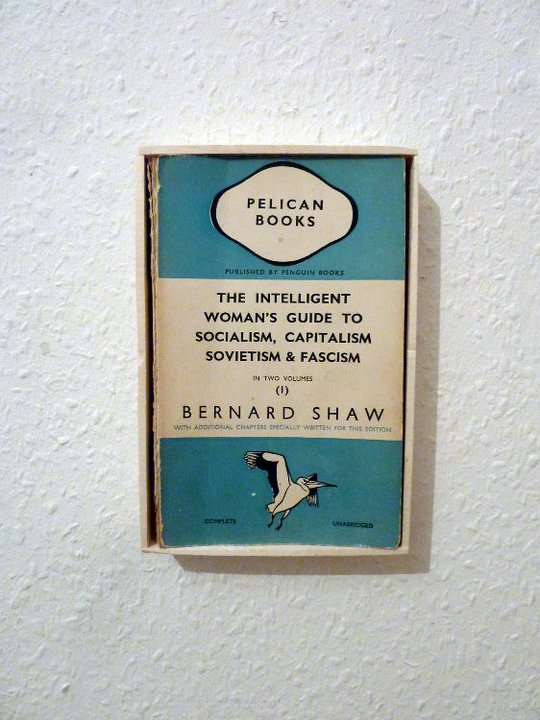 PELICAN
BOOKS
PUBLISHED BY PENGUIN BOOKS
THE INTELLIGENT
WOMAN'S GUIDE TO
SOCIALISM, CAPITALISM
SOVIETISM & FASCISM
IN TWO VOLUMES
(I)
BERNARD SHAW
WITH ADDITIONAL CHAPTERS SPECIALLY WRITTEN FOR THIS EDITION
COMPLETE UNABRIDGED